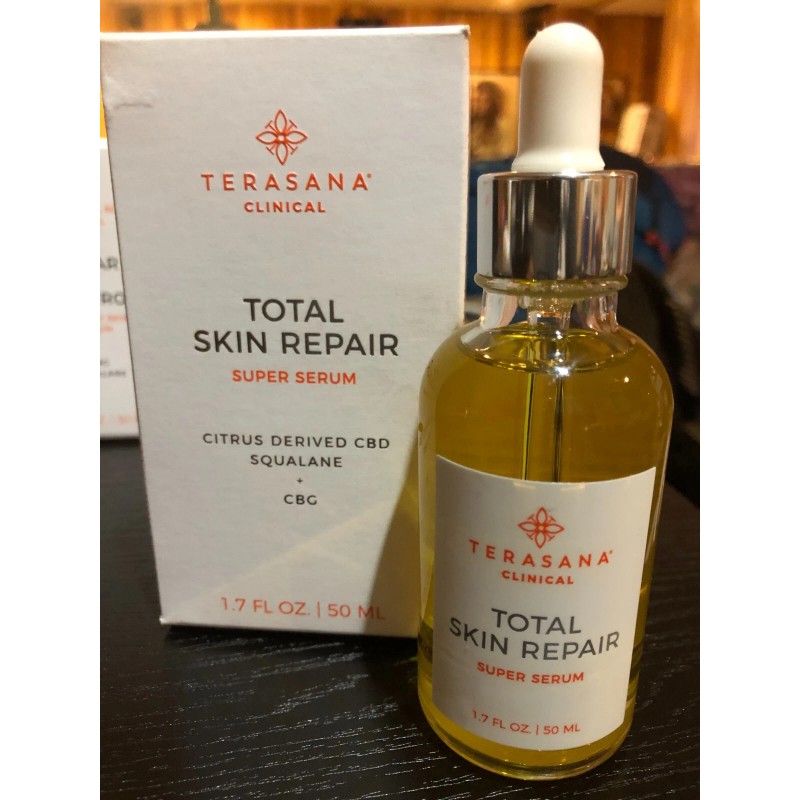 TERASANA®
CLINICAL
TOTAL
SKIN REPAIR
SUPER SERUM
CITRUS DERIVED CBD
SQUALANE
+
CBG
1.7 FL OZ. | 50 ML
TERASANA®
CLINICAL
TOTAL
SKIN REPAIR
SUPER SERUM
1.7 FL OZ. | 50 ML